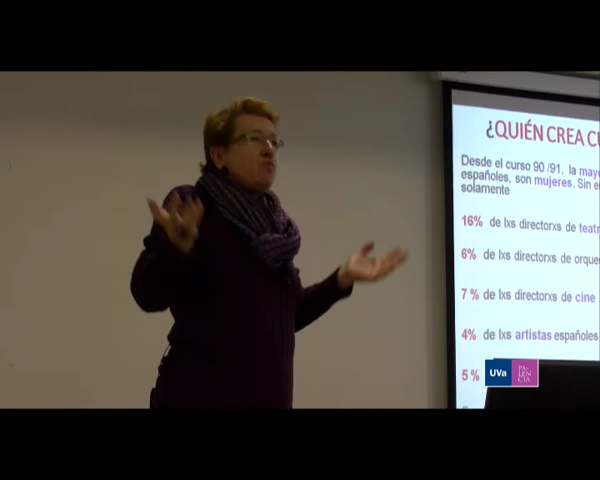 ¿QUIÉN CREA CU
Desde el curso 90 /91, la mayo
españoles, son mujeres. Sin e
solamente
16% de lxs directorxs de teatr
6% de lxs directorxs de orques
7 % de lxs directorxs de cine
4% de lxs artistas españoles
5 %
UVa
PA-
LEN
CIA